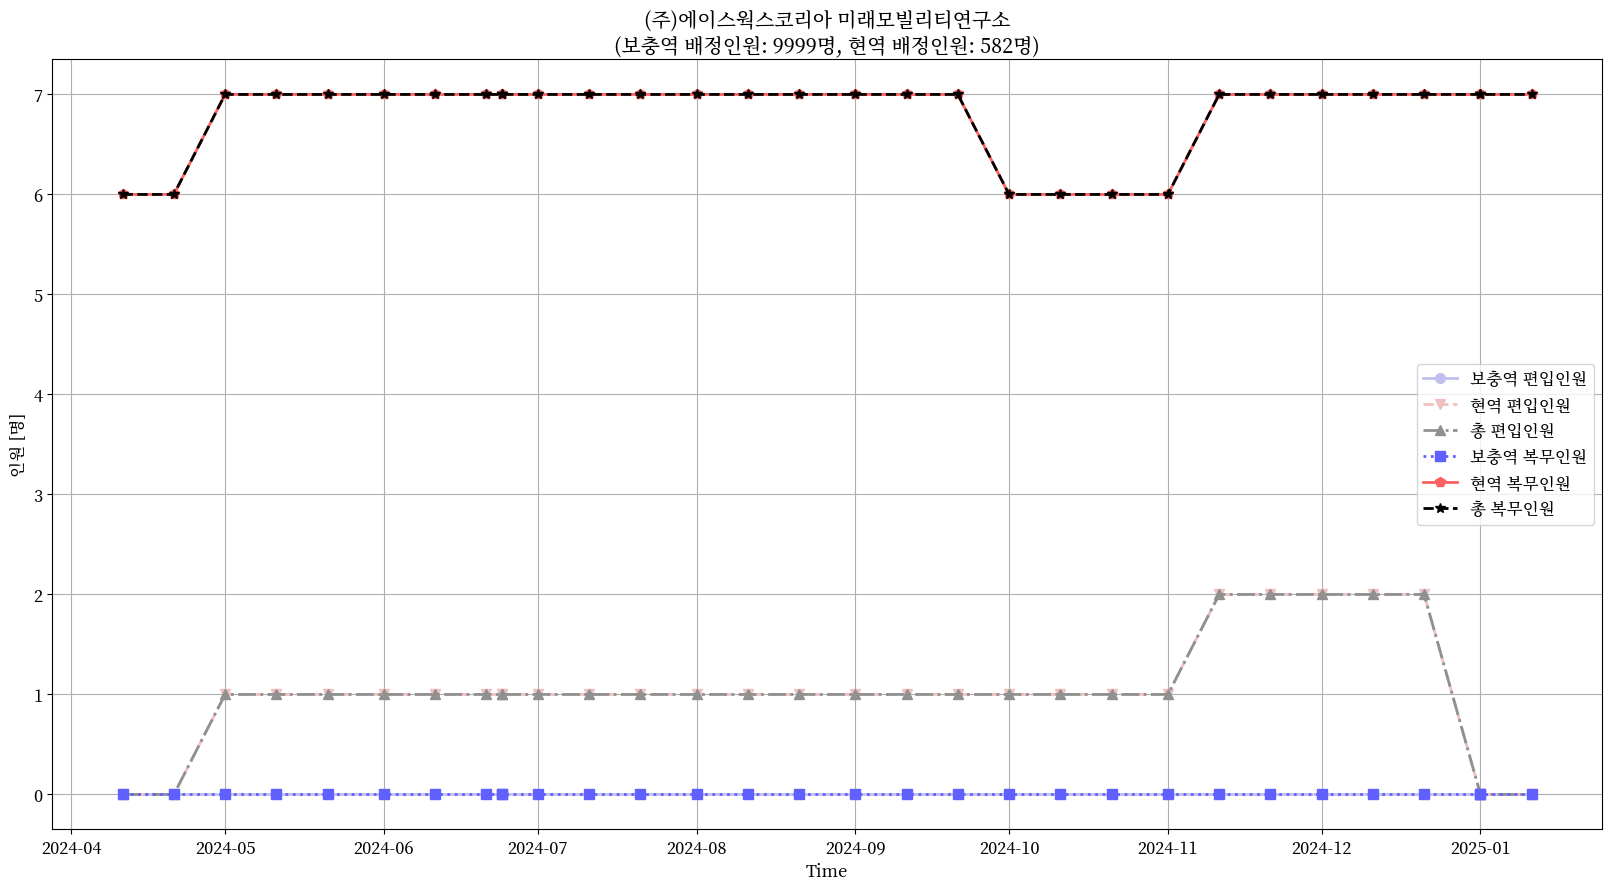 (주)에이스웍스코리아 미래모빌리티연구소
(보충역 배정인원: 9999명, 현역 배정인원: 582명)
인원 [명]
7
6
5
4
3
2
1
0
보충역 편입인원
현역 편입인원
총 편입인원
보충역 복무인원
현역 복무인원
총 복무인원
2024-04
2024-05
2024-06
2024-07
2024-08
2024-09
2024-10
2024-11
2024-12
2025-01
Time